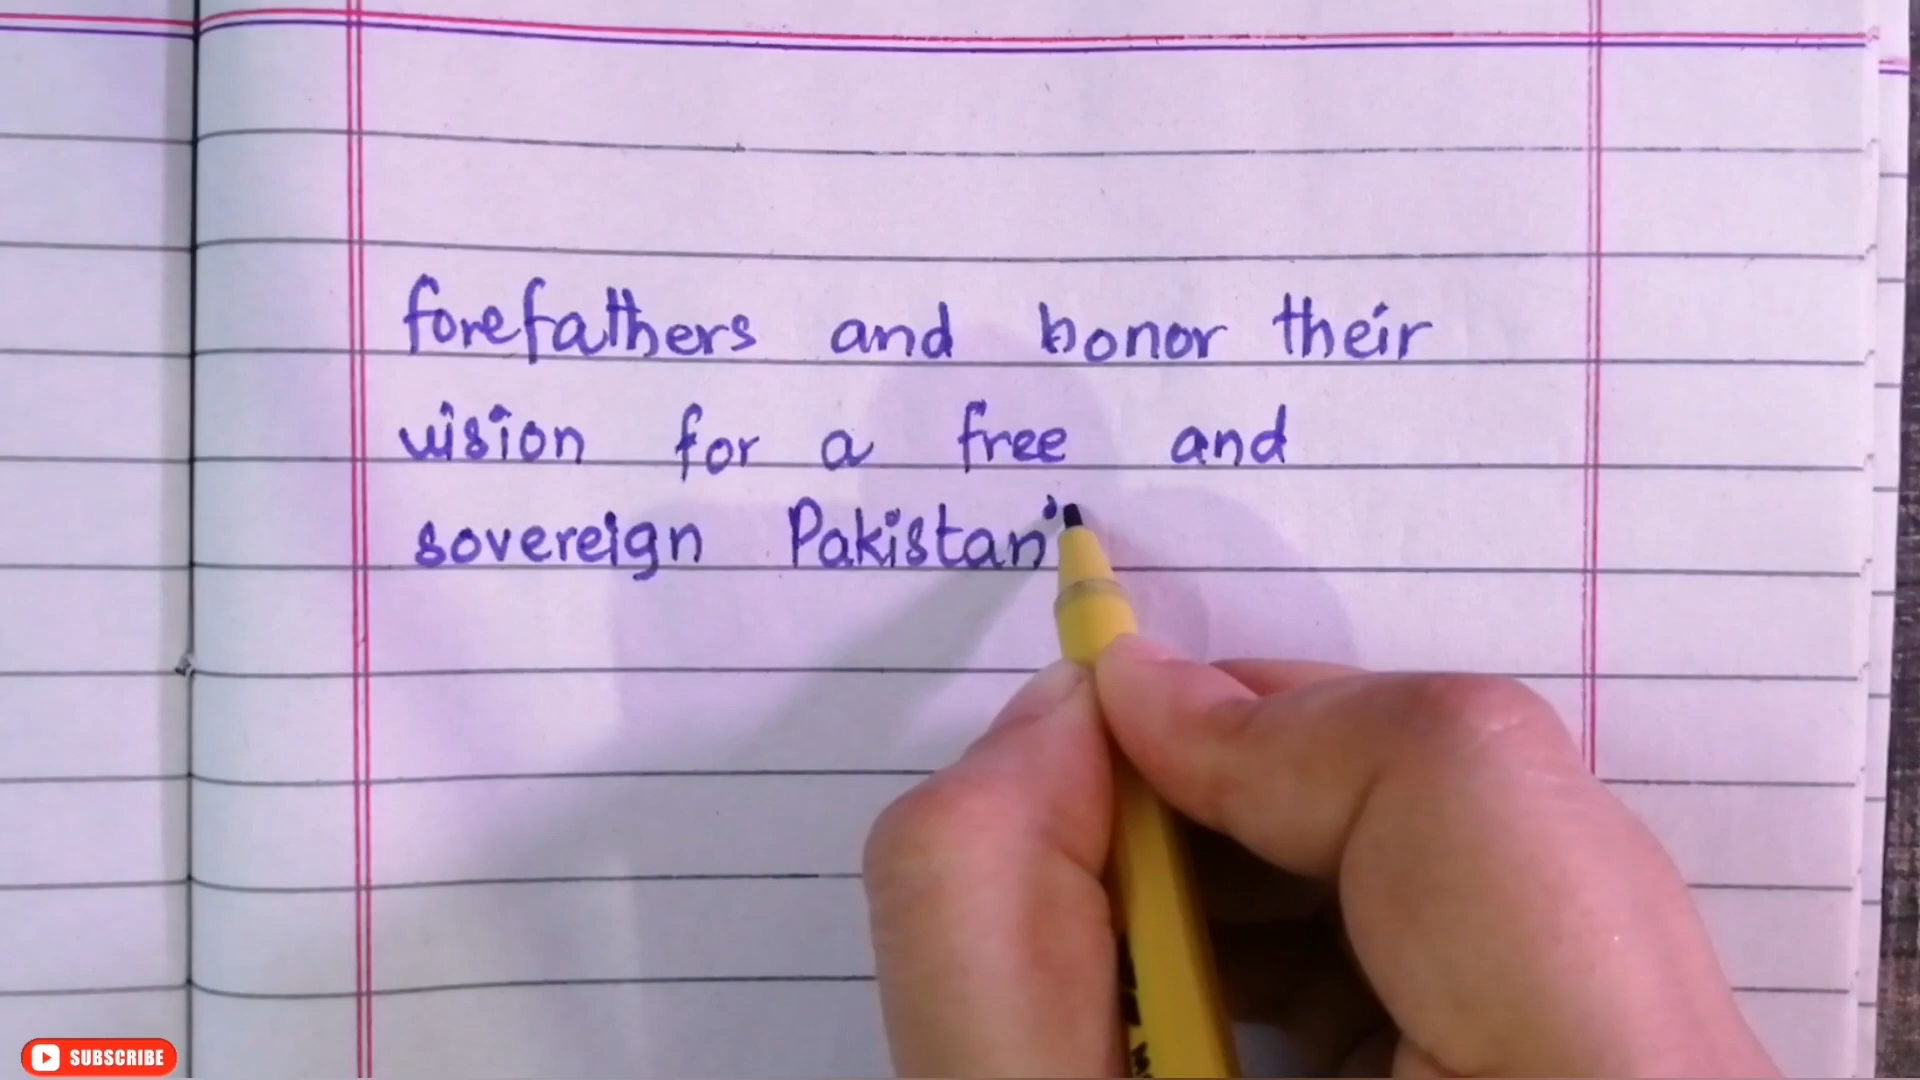 forefathers and honor their
vision for a free and
sovereign Pakistan'
SUBSCRIBE